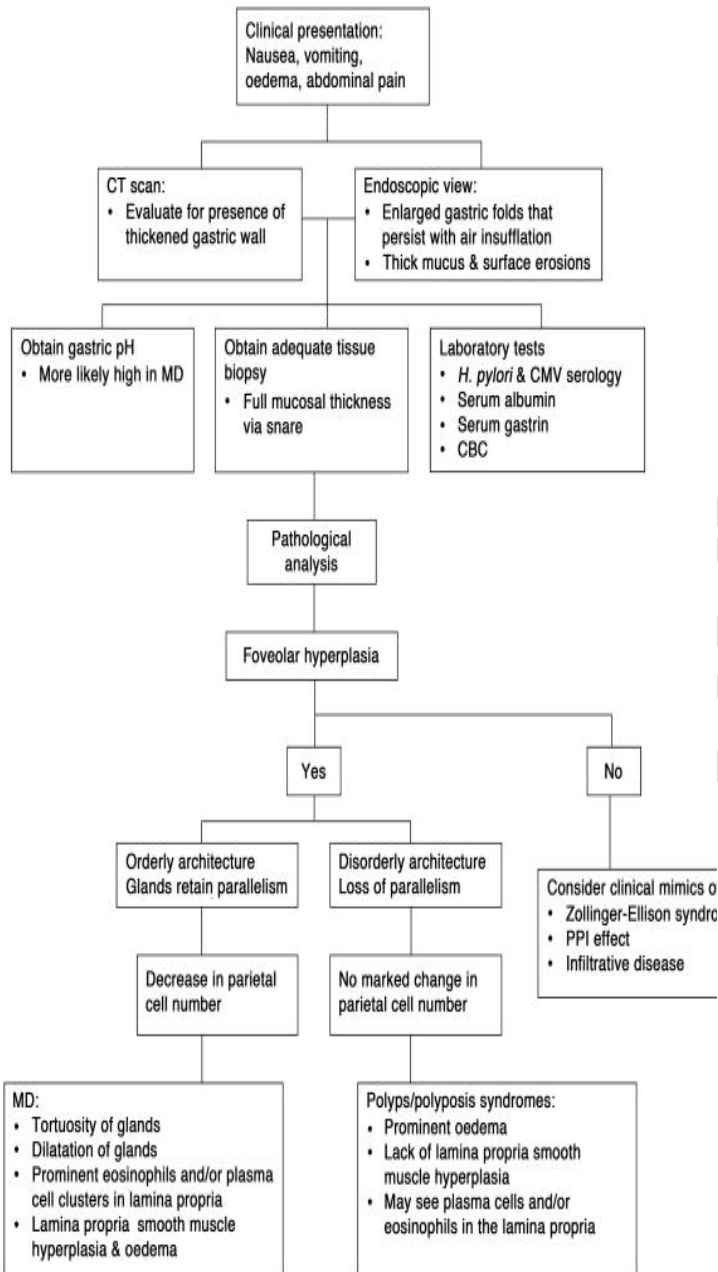 Clinical presentation:
Nausea, vomiting,
oedema, abdominal pain
CT scan:
• Evaluate for presence of
thickened gastric wall
Endoscopic view:
• Enlarged gastric folds that
persist with air insufflation
• Thick mucus & surface erosions
Obtain gastric pH
• More likely high in MD
Obtain adequate tissue
biopsy
• Full mucosal thickness
via snare
Laboratory tests
• H. pylori & CMV serology
• Serum albumin
• Serum gastrin
• CBC
Pathological
analysis
Foveolar hyperplasia
Yes
No
Orderly architecture
Glands retain parallelism
Disorderly architecture
Loss of parallelism
Consider clinical mimics o
• Zollinger-Ellison syndro
• PPI effect
• Infiltrative disease
Decrease in parietal
cell number
No marked change in
parietal cell number
MD:
• Tortuosity of glands
• Dilatation of glands
• Prominent eosinophils and/or plasma
cell clusters in lamina propria
• Lamina propria smooth muscle
hyperplasia & oedema
Polyps/polyposis syndromes:
• Prominent oedema
• Lack of lamina propria smooth
muscle hyperplasia
• May see plasma cells and/or
eosinophils in the lamina propria